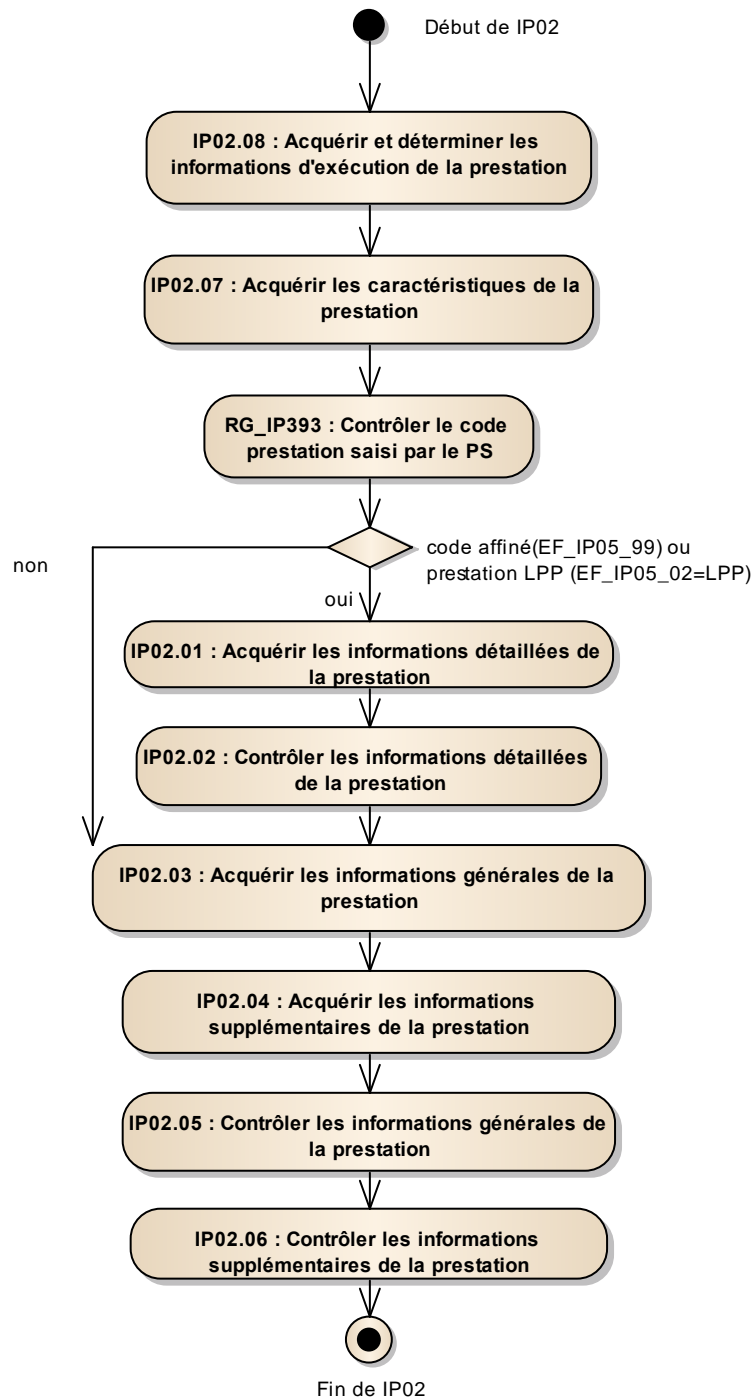 Début de IP02
IP02.08 : Acquérir et déterminer les
informations d'exécution de la prestation
IP02.07 : Acquérir les caractéristiques de la
prestation
RG_IP393 : Contrôler le code
prestation saisi par le PS
code affiné(EF_IP05_99) ou
prestation LPP (EF_IP05_02=LPP)
non
oui
IP02.01 : Acquérir les informations détaillées de
la prestation
IP02.02 : Contrôler les informations détaillées
de la prestation
IP02.03 : Acquérir les informations générales de la
prestation
IP02.04 : Acquérir les informations
supplémentaires de la prestation
IP02.05 : Contrôler les informations générales de
la prestation
IP02.06 : Contrôler les informations
supplémentaires de la prestation
Fin de IP02